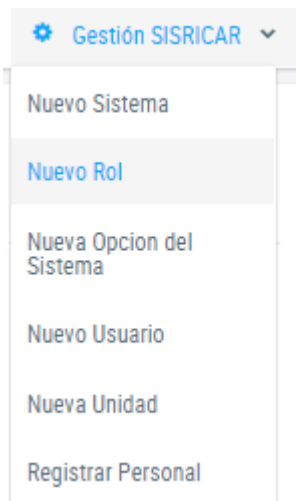 Gestión SISRICAR
Nuevo Sistema
Nuevo Rol
Nueva Opcion del
Sistema
Nuevo Usuario
Nueva Unidad
Registrar Personal